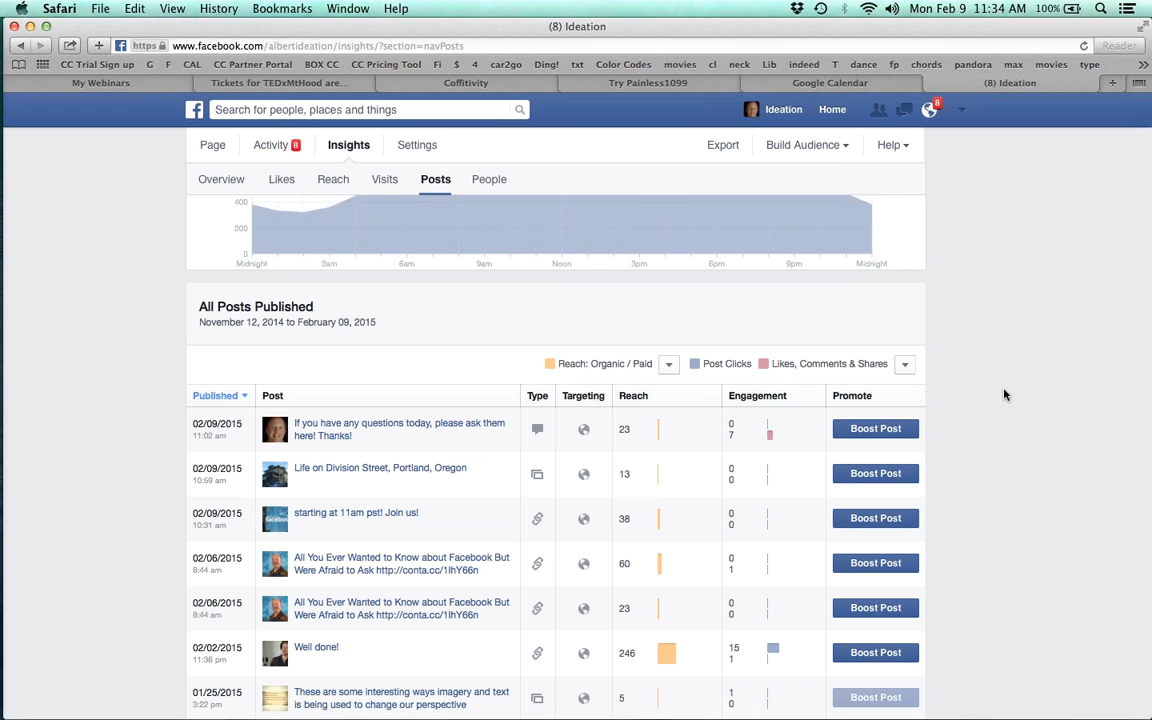 Safari File Edit View History Bookmarks Window Help Mon Feb 9 11:34 AM 100%
(8) Ideation
https www.facebook.com/albertideation/insights/?section=navPosts Reader
CC Trial Sign up G F CAL CC Partner Portal BOX CC CC Pricing Tool Fi $ 4 car2go Ding! txt Color Codes movies cl neck Lib indeed T dance fp chords pandora max movies type
My Webinars Tickets for TEDxMtHood are... Coffitivity Try Painless1099 Google Calendar (8) Ideation
Search for people, places and things Ideation Home 8
Page Activity 8 Insights Settings Export Build Audience Help
Overview Likes Reach Visits Posts People
400
200
0
Midnight 3am 6am 9am Noon 3pm 6pm 9pm Midnight
All Posts Published
November 12, 2014 to February 09, 2015
Reach: Organic / Paid Post Clicks Likes, Comments & Shares
Published Post Type Targeting Reach Engagement Promote
02/09/2015 If you have any questions today, please ask them 23 0 Boost Post
11:02 am here! Thanks! 7
02/09/2015 Life on Division Street, Portland, Oregon 13 0 Boost Post
10:59 am 0
02/09/2015 starting at 11am pst! Join us! 38 0 Boost Post
10:31 am 0
02/06/2015 All You Ever Wanted to Know about Facebook But 60 0 Boost Post
8:44 am Were Afraid to Ask http://conta.cc/1IhY66n 1
02/06/2015 All You Ever Wanted to Know about Facebook But 23 0 Boost Post
8:44 am Were Afraid to Ask http://conta.cc/1IhY66n 0
02/02/2015 Well done! 246 15 Boost Post
11:36 pm 1
01/25/2015 These are some interesting ways imagery and text 5 1 Boost Post
3:22 pm is being used to change our perspective 0